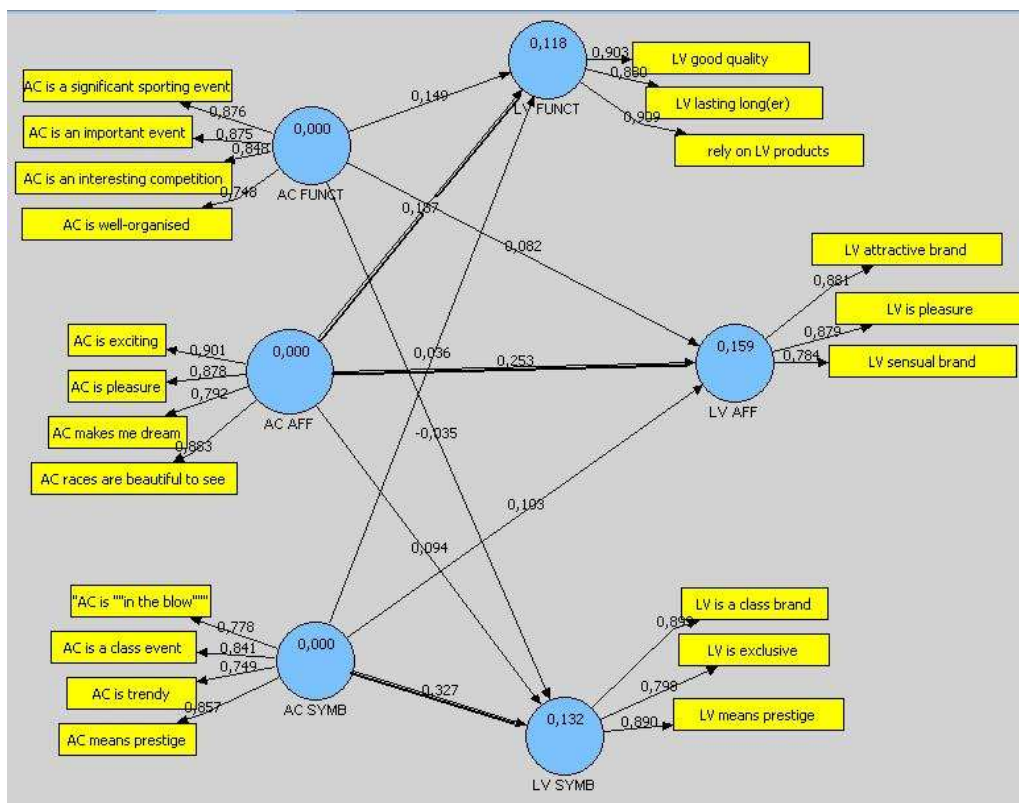 0,118
0,903
LV good quality
AC is a significant sporting event
0,149
0,880
LV FUNCT
LV lasting long(er)
0,876
0,909
AC is an important event
0,000
0,875
rely on LV products
0,848
AC is an interesting competition
AC FUNCT
0,748
AC is well-organised
0,187
0,082
LV attractive brand
0,881
LV is pleasure
AC is exciting
0,901
0,000
0,036
0,253
0,159
0,879
0,784
LV sensual brand
AC is pleasure
0,878
0,792
LV AFF
AC makes me dream
AC AFF
-0,035
0,883
AC races are beautiful to see
0,103
0,094
"AC is ""in the blow"""
0,778
LV is a class brand
0,000
AC is a class event
0,841
LV is exclusive
0,749
AC is trendy
0,327
0,798
0,857
AC SYMB
0,132
0,890
LV means prestige
AC means prestige
LV SYMB